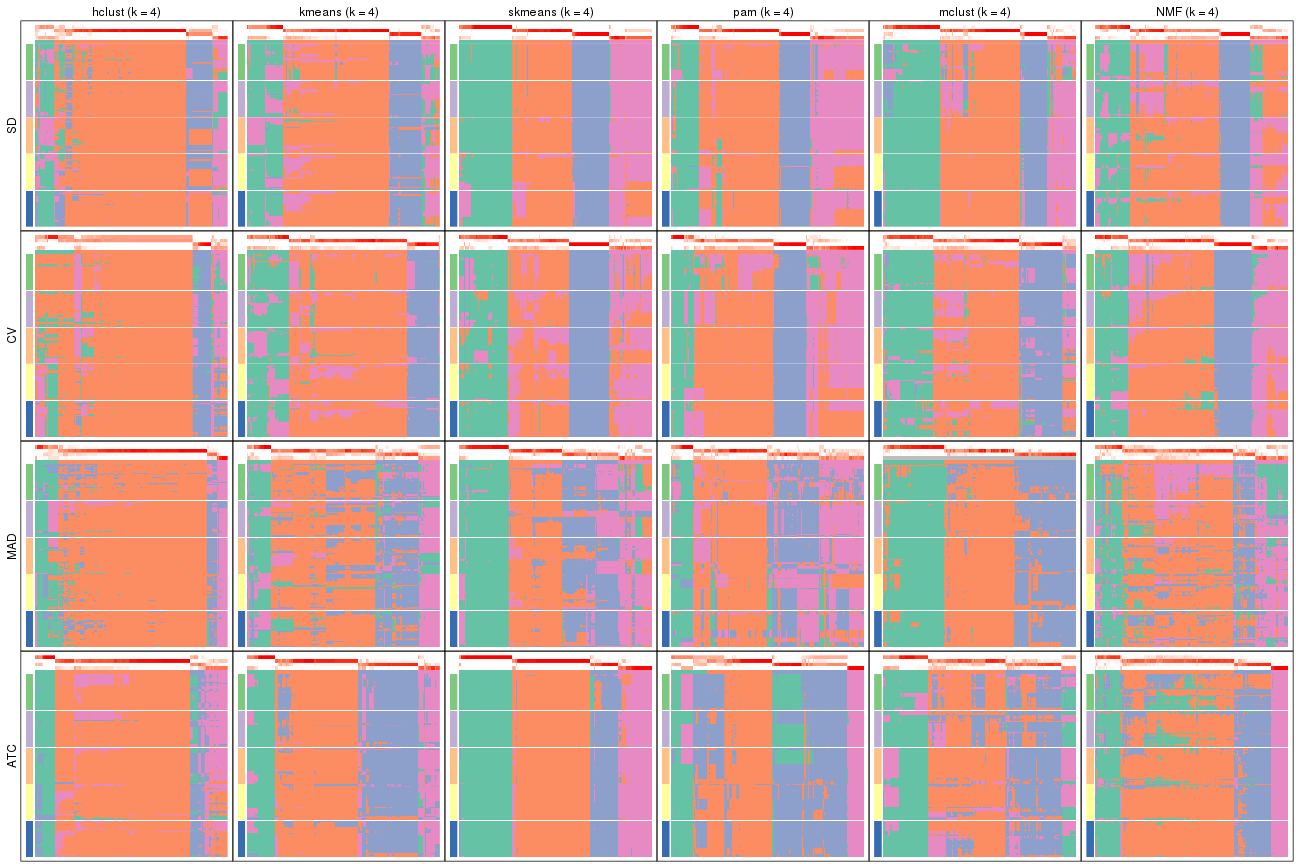 hclust (k = 4) kmeans (k = 4) skmeans (k = 4) pam (k = 4) mclust (k = 4) NMF (k = 4)
SD
CV
MAD
ATC